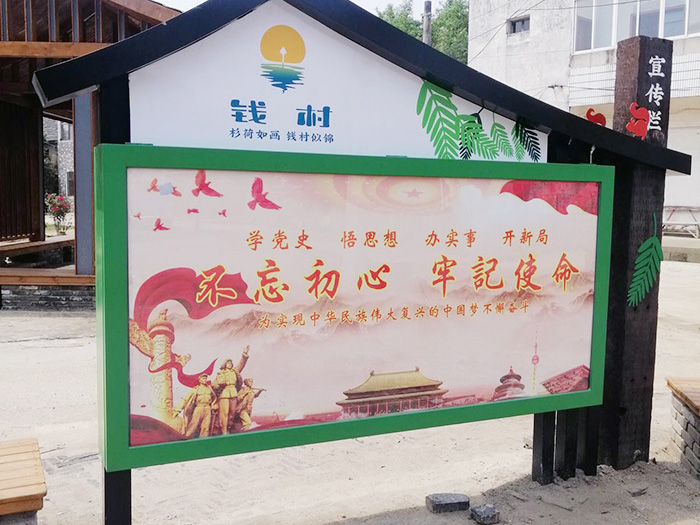 钱村
杉荷如画 钱村似锦
宣传栏
学党史 悟思想 办实事 开新局
不忘初心 牢記使命
为实现中华民族伟大复兴的中国梦不懈奋斗